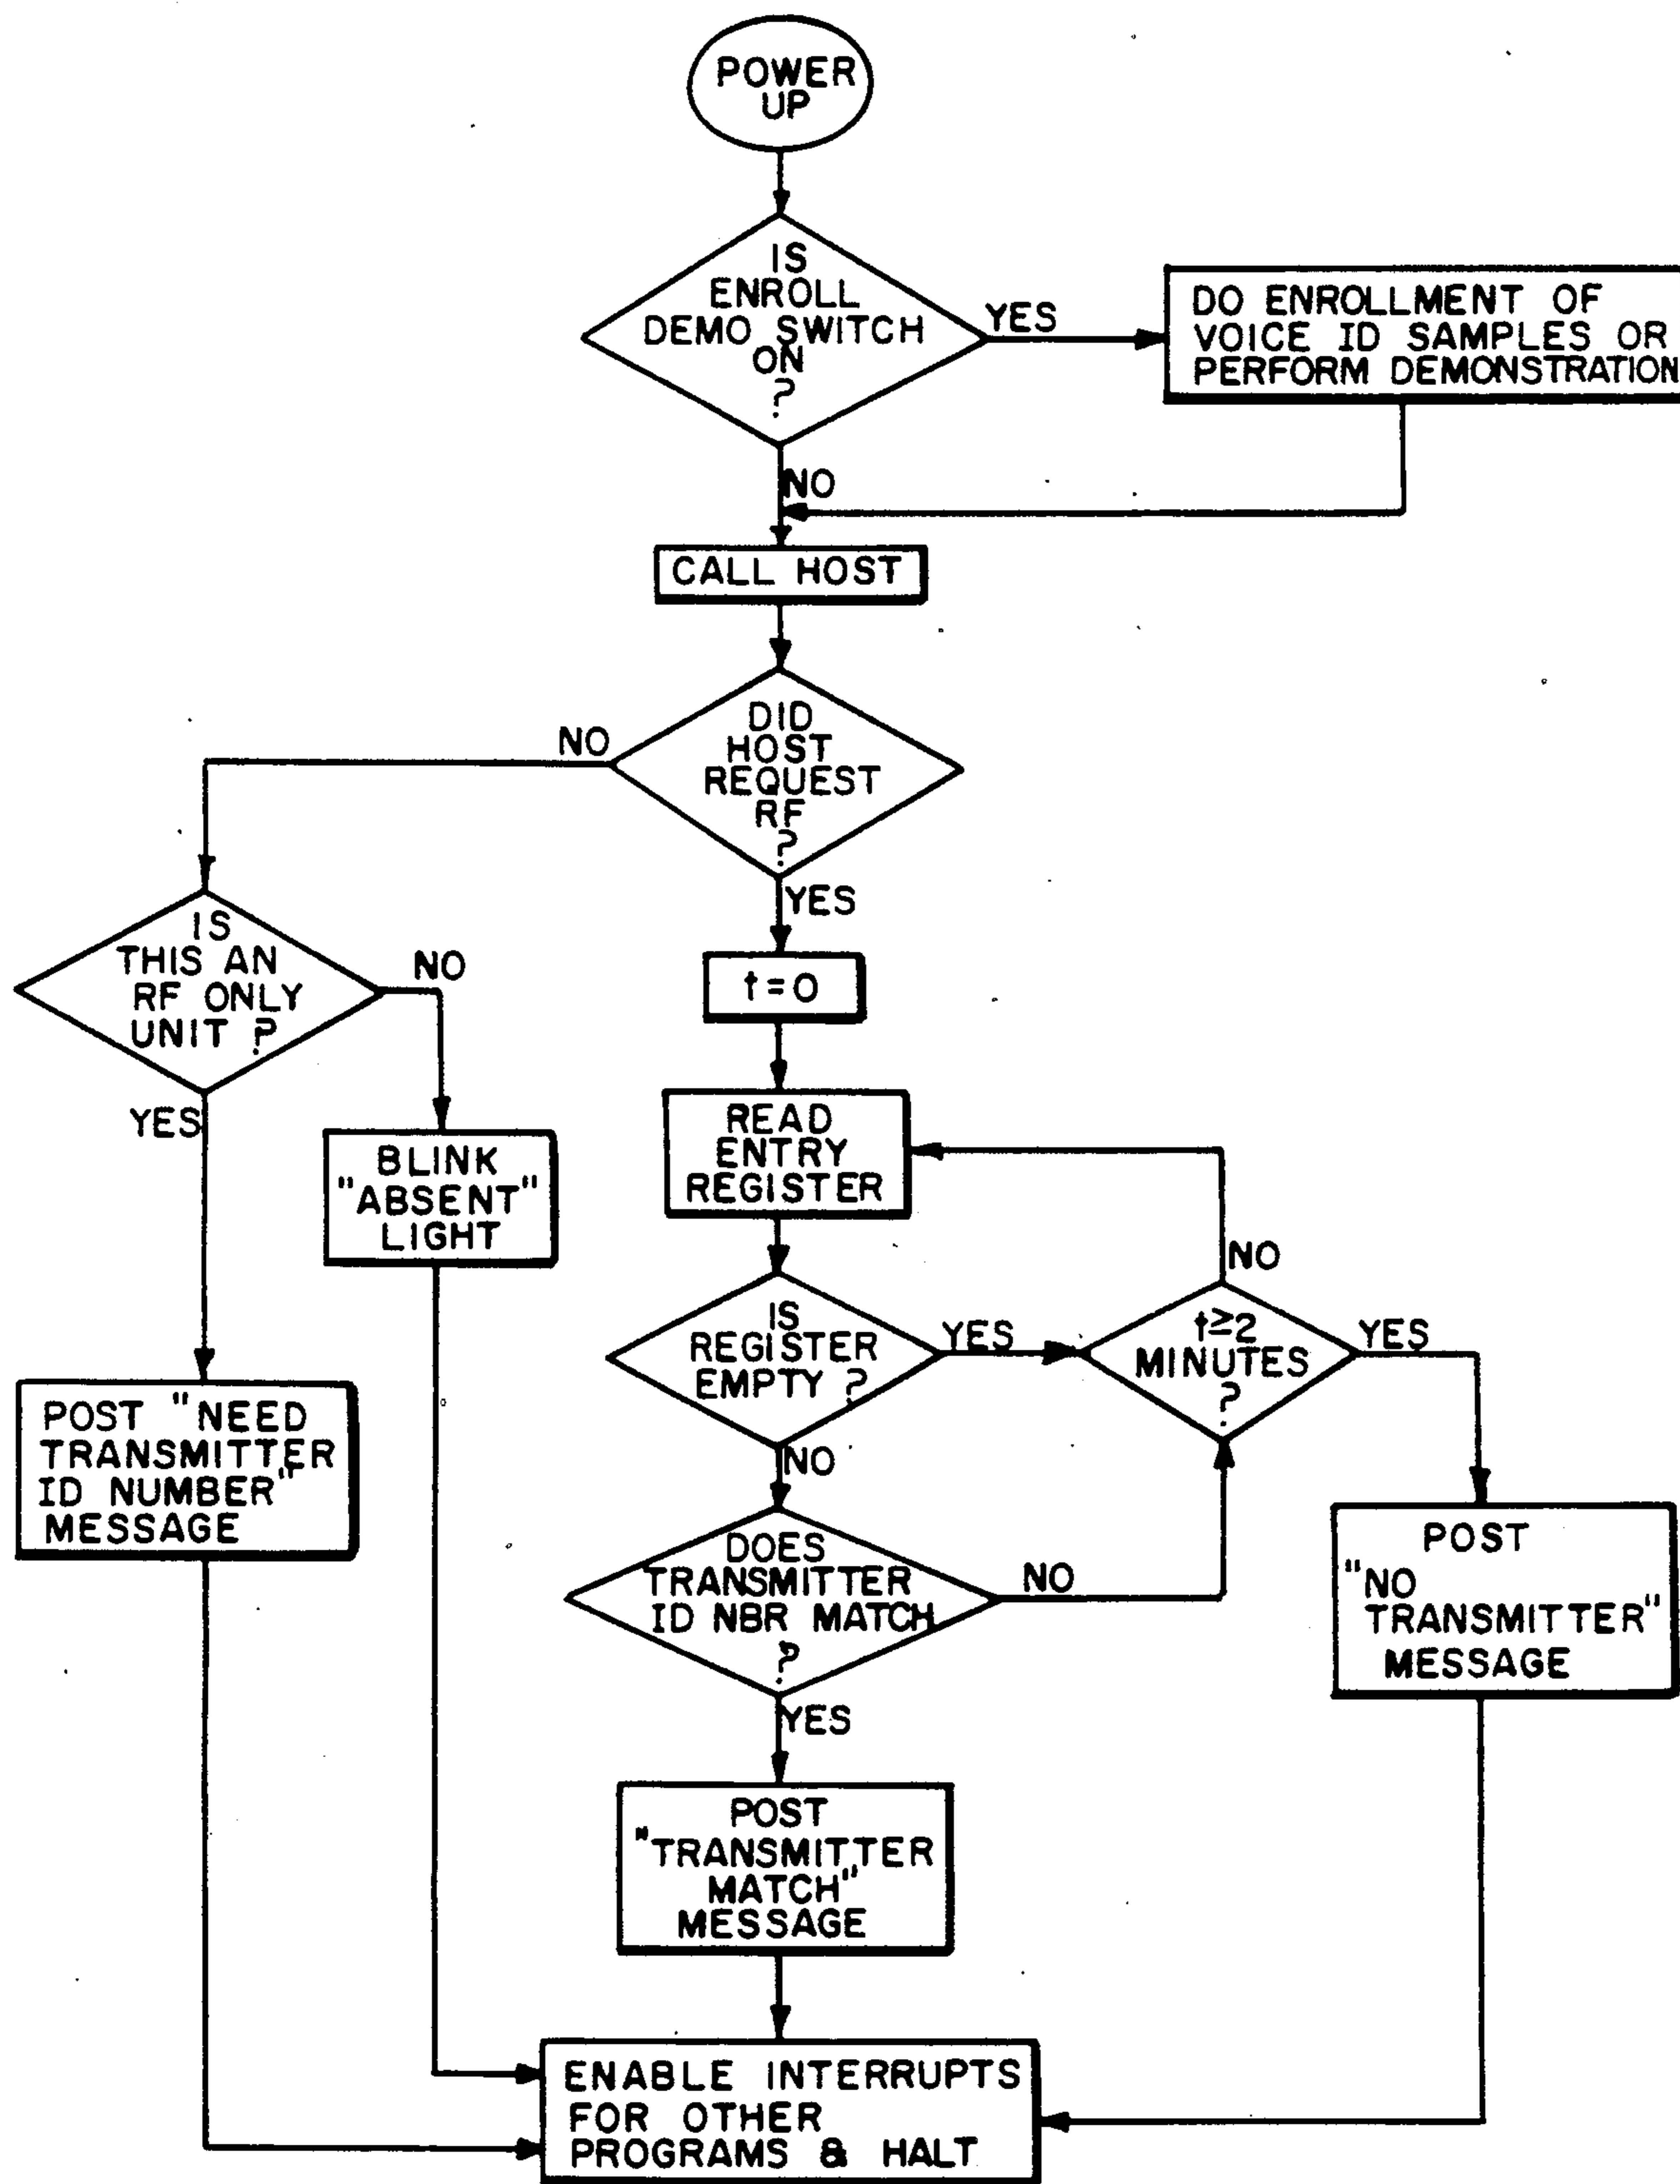 POWER
UP
IS
ENROLL
DEMO SWITCH
ON
?
YES
DO ENROLLMENT OF
VOICE ID SAMPLES OR
PERFORM DEMONSTRATION
NO
CALL HOST
DID
HOST
REQUEST
RF
?
NO
YES
IS
THIS AN
RF ONLY
UNIT ?
NO
YES
t=0
BLINK
"ABSENT"
LIGHT
READ
ENTRY
REGISTER
NO
IS
REGISTER
EMPTY ?
YES
t≥2
MINUTES
?
YES
POST "NEED
TRANSMITTER
ID NUMBER"
MESSAGE
NO
DOES
TRANSMITTER
ID NBR MATCH
?
NO
POST
"NO
TRANSMITTER"
MESSAGE
YES
POST
"TRANSMITTER
MATCH"
MESSAGE
ENABLE INTERRUPTS
FOR OTHER
PROGRAMS & HALT